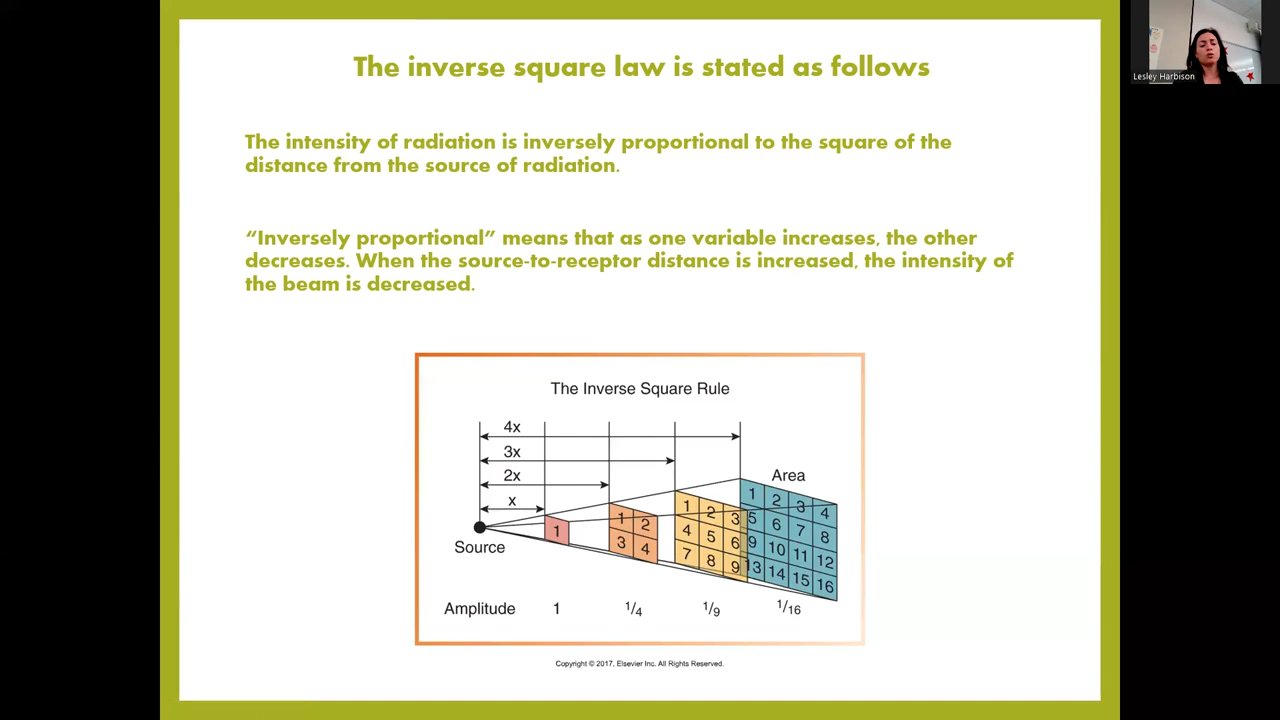 The inverse square law is stated as follows
Lesley Harbison
The intensity of radiation is inversely proportional to the square of the
distance from the source of radiation.
“Inversely proportional” means that as one variable increases, the other
decreases. When the source-to-receptor distance is increased, the intensity of
the beam is decreased.
The Inverse Square Rule
4x
3x
2x
x
Area
1
1 2
3 4
1 2 3
4 5 6
7 8 9
1 2 3 4
5 6 7 8
9 10 11 12
13 14 15 16
Source
Amplitude 1 1/4 1/9 1/16
Copyright © 2017, Elsevier Inc. All Rights Reserved.